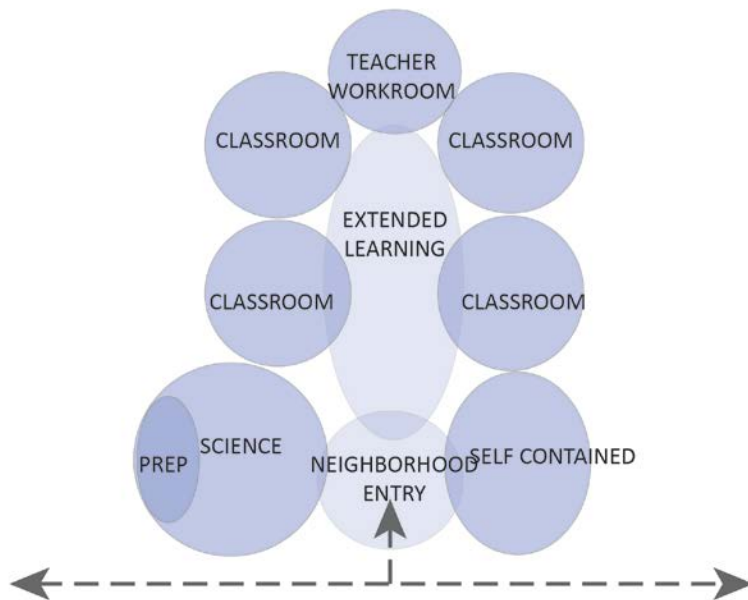 TEACHER
WORKROOM
CLASSROOM
CLASSROOM
EXTENDED
LEARNING
CLASSROOM
CLASSROOM
SCIENCE
PREP
NEIGHBORHOOD
ENTRY
SELF CONTAINED